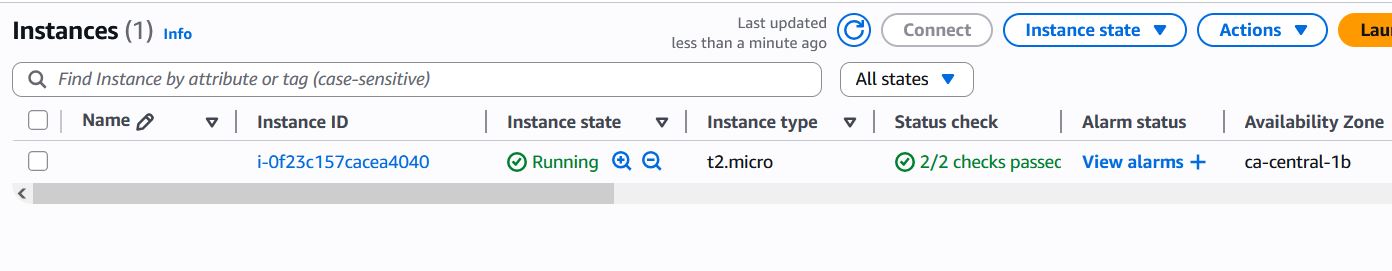 Instances (1) Info
Last updated
less than a minute ago
Connect
Instance state
Actions
Lau
Find Instance by attribute or tag (case-sensitive)
All states
Name Instance ID Instance state Instance type Status check Alarm status Availability Zone
i-0f23c157cacea4040 Running t2.micro 2/2 checks passec View alarms + ca-central-1b